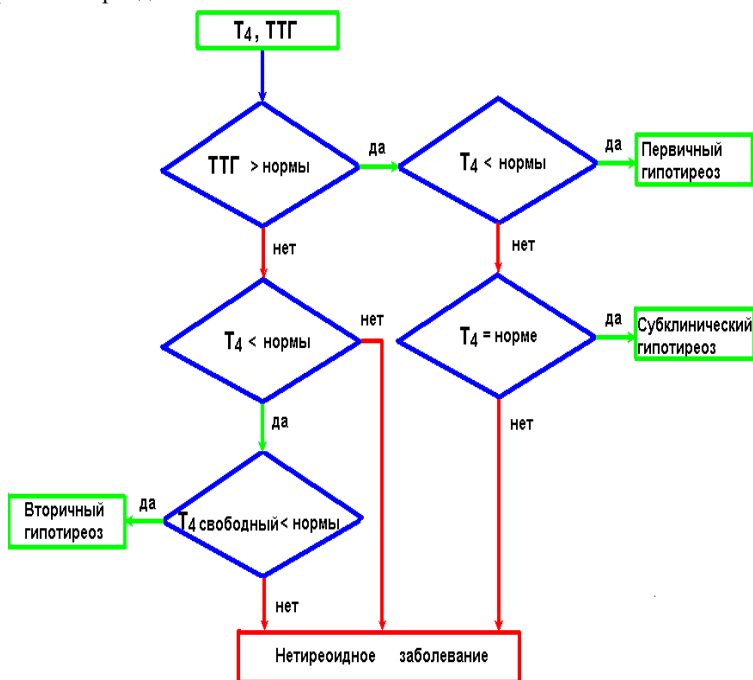 Т4, ТТГ
ТТГ > нормы
да
Т4 < нормы
да
Первичный
гипотиреоз
нет
нет
Т4 < нормы
нет
Т4 = норме
да
Субклинический
гипотиреоз
да
нет
Вторичный
гипотиреоз
да
Т4 свободный < нормы
нет
Нетиреоидное заболевание